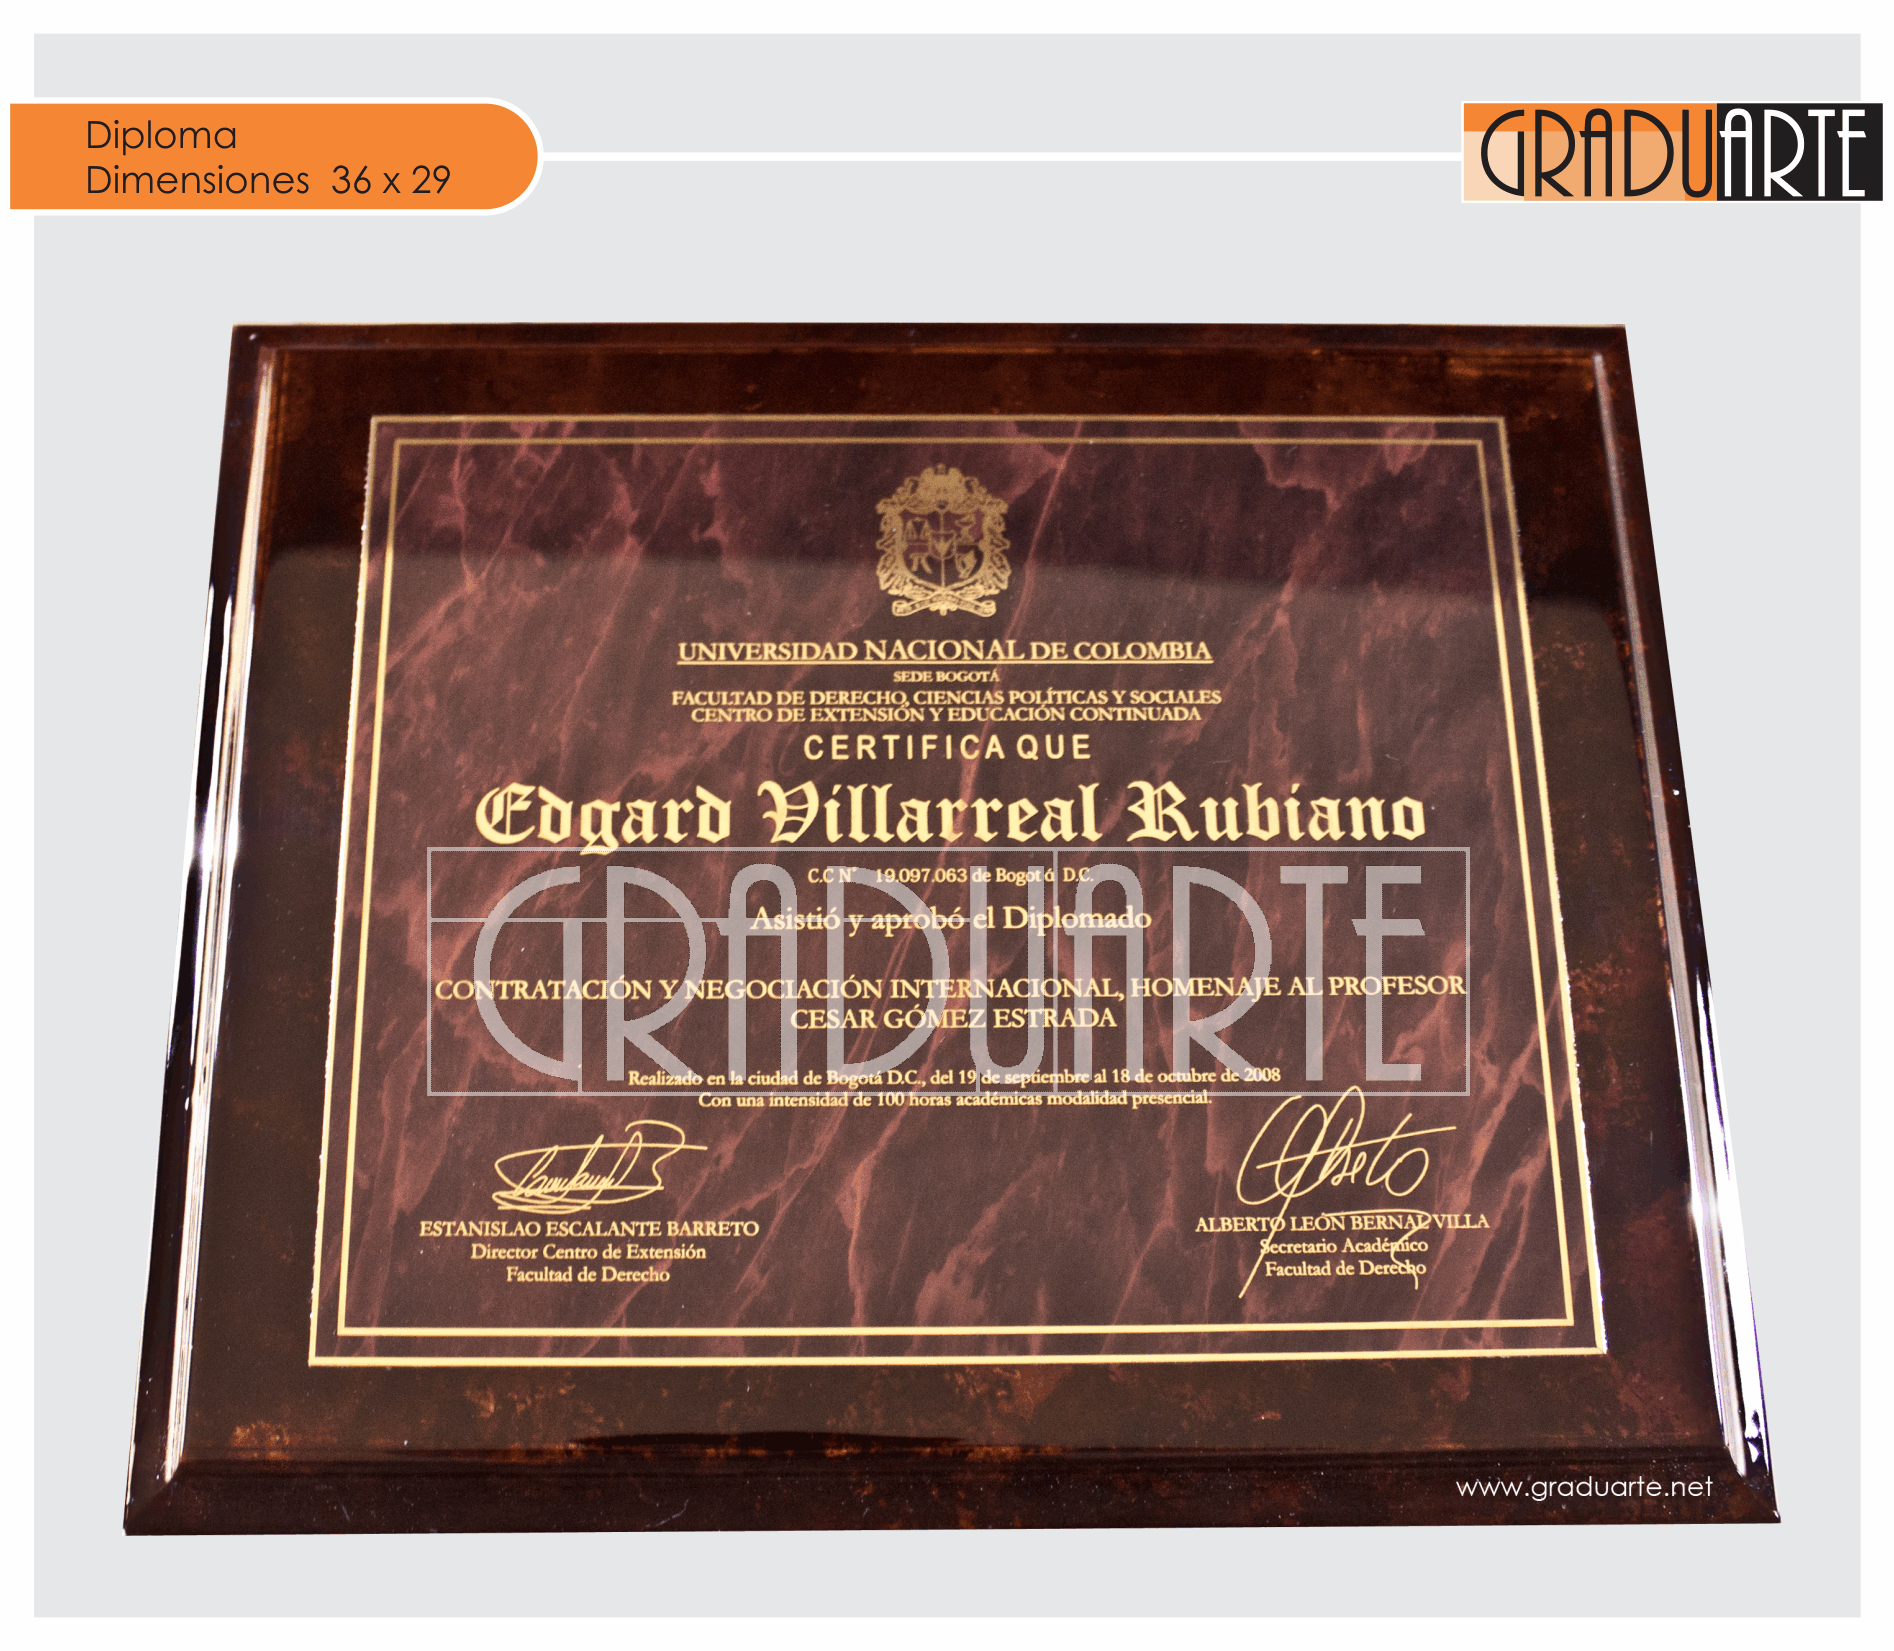 Diploma
Dimensiones 36 x 29
GRADUARTE
UNIVERSIDAD NACIONAL DE COLOMBIA
SEDE BOGOTÁ
FACULTAD DE DERECHO, CIENCIAS POLÍTICAS Y SOCIALES
CENTRO DE EXTENSIÓN Y EDUCACIÓN CONTINUADA
CERTIFICA QUE
Edgard Villarreal Rubiano
C.C N° 19.097.063 de Bogotá D.C.
Asistió y aprobó el Diplomado
GRADUARTE
CONTRATACIÓN Y NEGOCIACIÓN INTERNACIONAL, HOMENAJE AL PROFESOR
CESAR GÓMEZ ESTRADA
Realizado en la ciudad de Bogotá D.C., del 19 de septiembre al 18 de octubre de 2008
Con una intensidad de 100 horas académicas modalidad presencial.
ESTANISLAO ESCALANTE BARRETO
Director Centro de Extensión
Facultad de Derecho
ALBERTO LEÓN BERNAL VILLA
Secretario Académico
Facultad de Derecho
www.graduarte.net